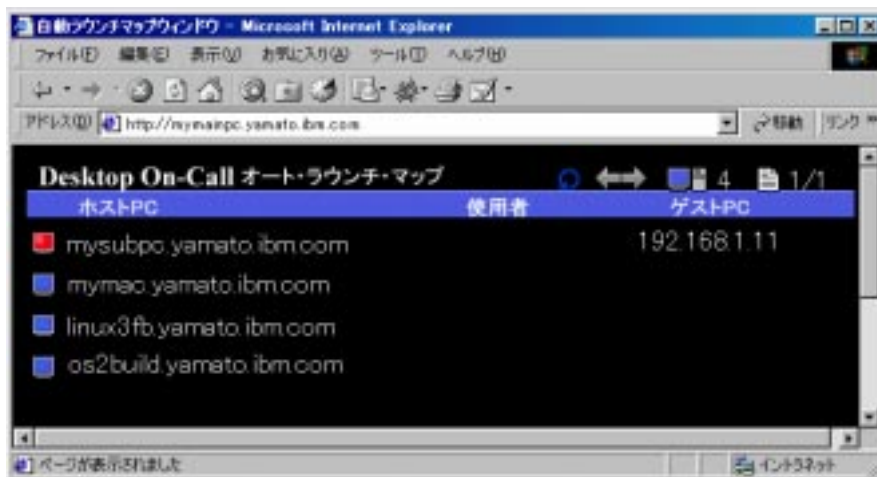 自動ラウンチマップウィンドウ - Microsoft Internet Explorer
ファイル(F) 編集(E) 表示(V) お気に入り(A) ツール(T) ヘルプ(H)
アドレス(D) http://mymainpc.yamato.ibm.com 移動 リンク »
Desktop On-Call オート・ラウンチ・マップ 4 1/1
ホストPC 使用者 ゲストPC
mysubpc.yamato.ibm.com 192.168.1.11
mymac.yamato.ibm.com
linux3fb.yamato.ibm.com
os2build.yamato.ibm.com
ページが表示されました イントラネット